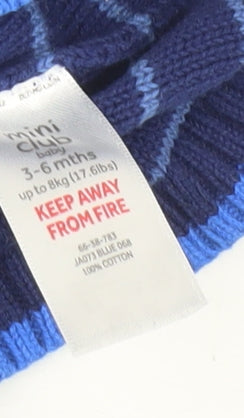 mini
club
baby
3-6 mths
up to 8kg (17.6lbs)
KEEP AWAY
FROM FIRE
66-38-783
JA073 BLUE 068
100% COTTON